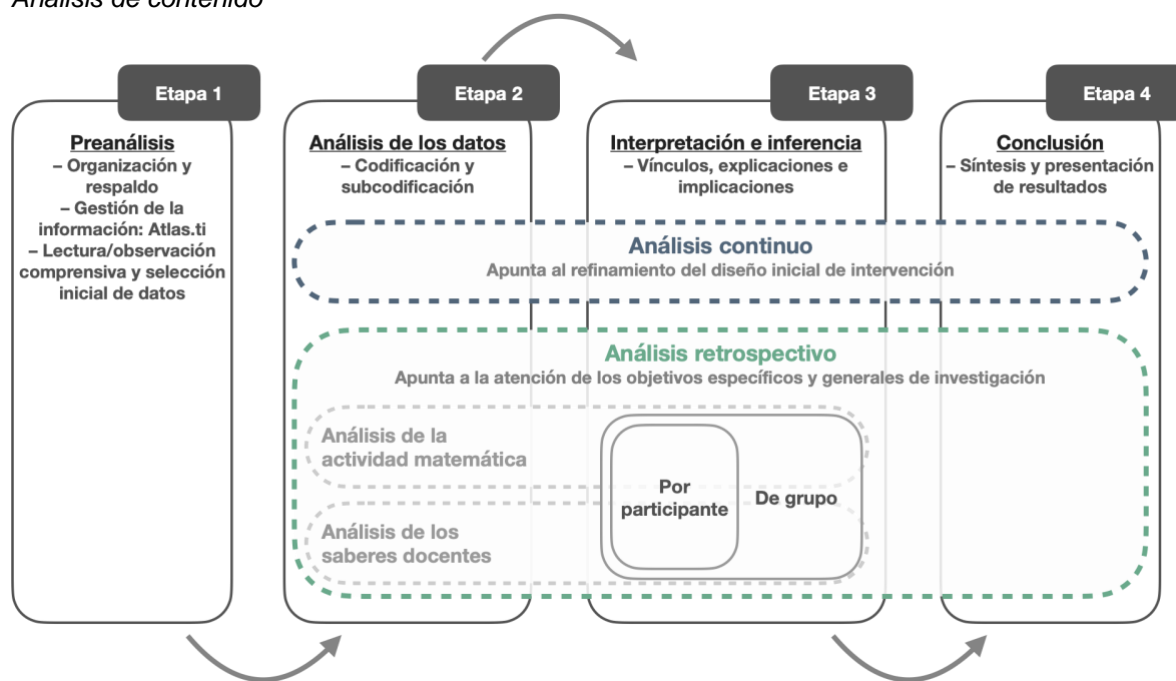 Análisis de contenido
Etapa 1
Preanálisis
– Organización y
respaldo
– Gestión de la
información: Atlas.ti
– Lectura/observación
comprensiva y selección
inicial de datos
Etapa 2
Análisis de los datos
– Codificación y
subcodificación
Etapa 3
Interpretación e inferencia
– Vínculos, explicaciones e
implicaciones
Etapa 4
Conclusión
– Síntesis y presentación
de resultados
Análisis continuo
Apunta al refinamiento del diseño inicial de intervención
Análisis retrospectivo
Apunta a la atención de los objetivos específicos y generales de investigación
Análisis de la
actividad matemática
Análisis de los
saberes docentes
Por
participante
De grupo